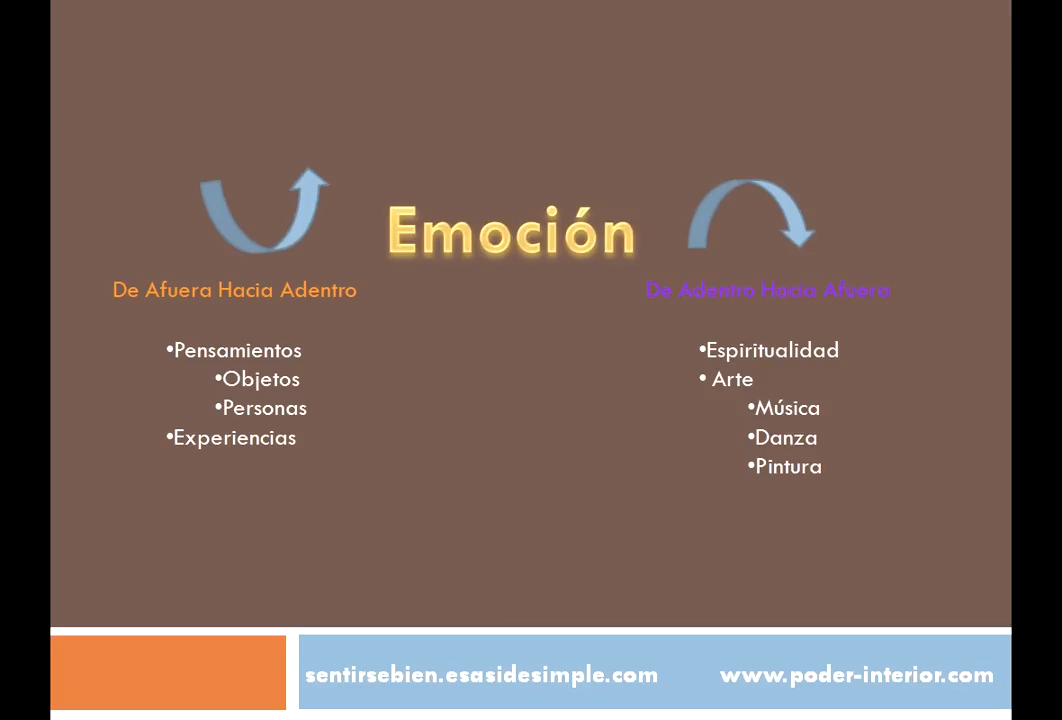 Emoción
De Afuera Hacia Adentro
•Pensamientos
•Objetos
•Personas
•Experiencias
De Adentro Hacia Afuera
•Espiritualidad
• Arte
•Música
•Danza
•Pintura
sentirsebien.esasidesimple.com
www.poder-interior.com